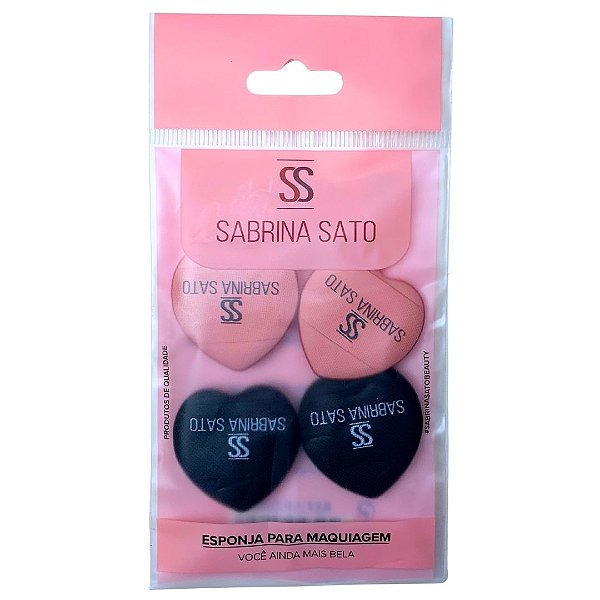 SS
SABRINA SATO
SABRINA SATO
SS
SABRINA SATO
SS
SABRINA SATO
SS
SABRINA SATO
SS
PRODUTOS DE QUALIDADE
#SABRINASATOBEAUTY
ESPONJA PARA MAQUIAGEM
VOCÊ AINDA MAIS BELA